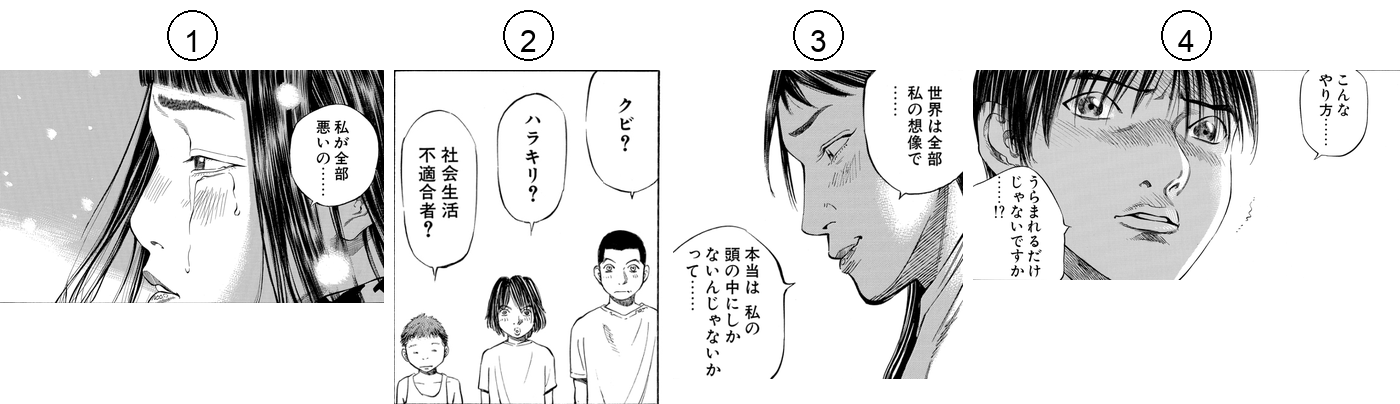 1
私が全部
悪いの……
2
クビ？
ハラキリ？
社会生活
不適合者？
3
世界は全部
私の想像で
……
本当は 私の
頭の中にしか
ないんじゃないか
って……
4
こんな
やり方……
うらまれるだけ
じゃないですか
……!?